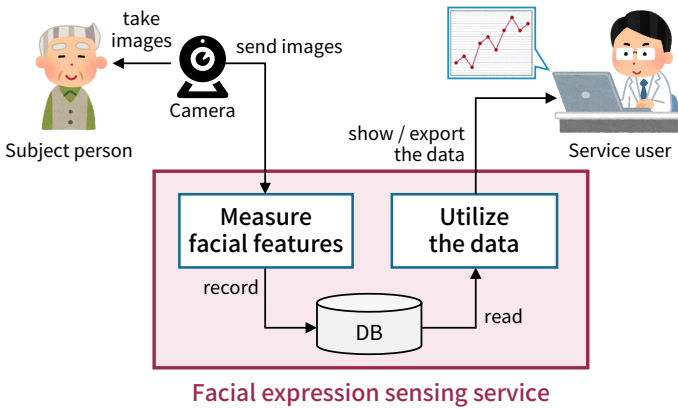 take
images
send images
Camera
Subject person
show / export
the data
Service user
Measure
facial features
Utilize
the data
record
DB
read
Facial expression sensing service